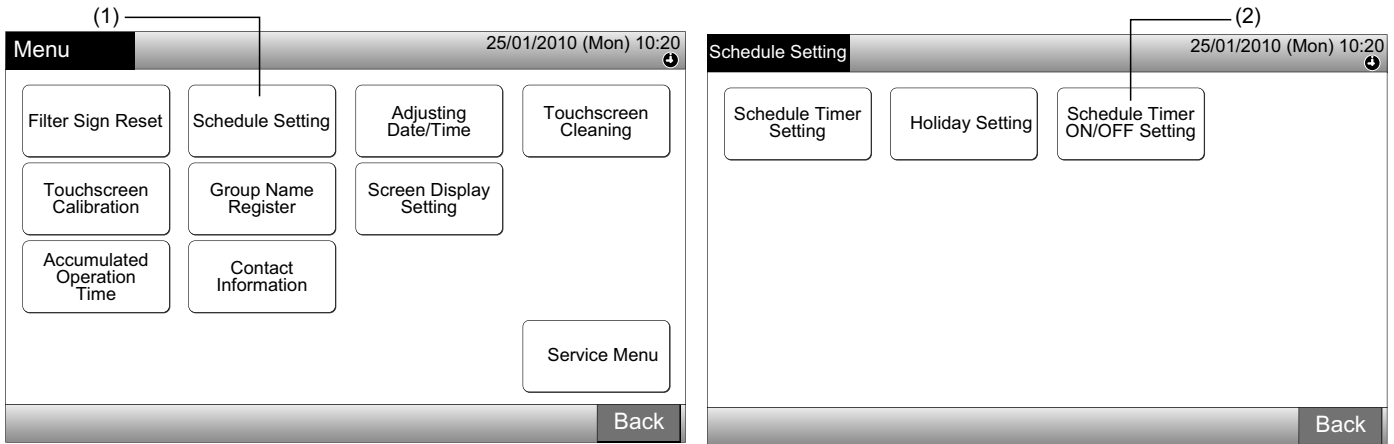 (1)
Menu
25/01/2010 (Mon) 10:20
Filter Sign Reset
Schedule Setting
Adjusting
Date/Time
Touchscreen
Cleaning
Touchscreen
Calibration
Group Name
Register
Screen Display
Setting
Accumulated
Operation
Time
Contact
Information
Service Menu
Back
(2)
Schedule Setting
25/01/2010 (Mon) 10:20
Schedule Timer
Setting
Holiday Setting
Schedule Timer
ON/OFF Setting
Back